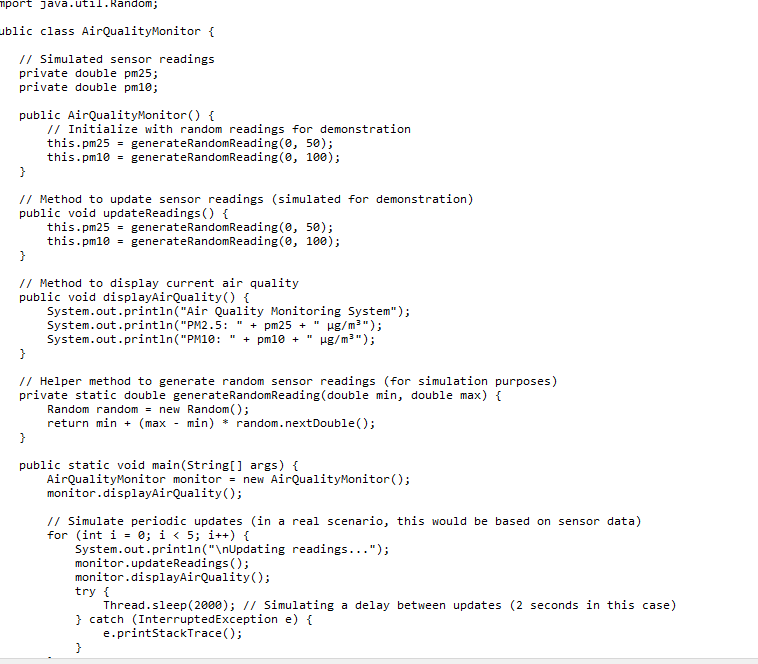 mport java.util.Random;
ublic class AirQualityMonitor {
// Simulated sensor readings
private double pm25;
private double pm10;
public AirQualityMonitor() {
// Initialize with random readings for demonstration
this.pm25 = generateRandomReading(0, 50);
this.pm10 = generateRandomReading(0, 100);
}
// Method to update sensor readings (simulated for demonstration)
public void updateReadings() {
this.pm25 = generateRandomReading(0, 50);
this.pm10 = generateRandomReading(0, 100);
}
// Method to display current air quality
public void displayAirQuality() {
System.out.println("Air Quality Monitoring System");
System.out.println("PM2.5: " + pm25 + " µg/m³");
System.out.println("PM10: " + pm10 + " µg/m³");
}
// Helper method to generate random sensor readings (for simulation purposes)
private static double generateRandomReading(double min, double max) {
Random random = new Random();
return min + (max - min) * random.nextDouble();
}
public static void main(String[] args) {
AirQualityMonitor monitor = new AirQualityMonitor();
monitor.displayAirQuality();
// Simulate periodic updates (in a real scenario, this would be based on sensor data)
for (int i = 0; i < 5; i++) {
System.out.println("\nUpdating readings...");
monitor.updateReadings();
monitor.displayAirQuality();
try {
Thread.sleep(2000); // Simulating a delay between updates (2 seconds in this case)
} catch (InterruptedException e) {
e.printStackTrace();
}